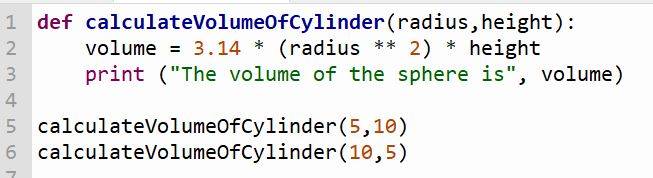 1 def calculateVolumeOfCylinder(radius,height):
2     volume = 3.14 * (radius ** 2) * height
3     print ("The volume of the sphere is", volume)
4
5 calculateVolumeOfCylinder(5,10)
6 calculateVolumeOfCylinder(10,5)
7